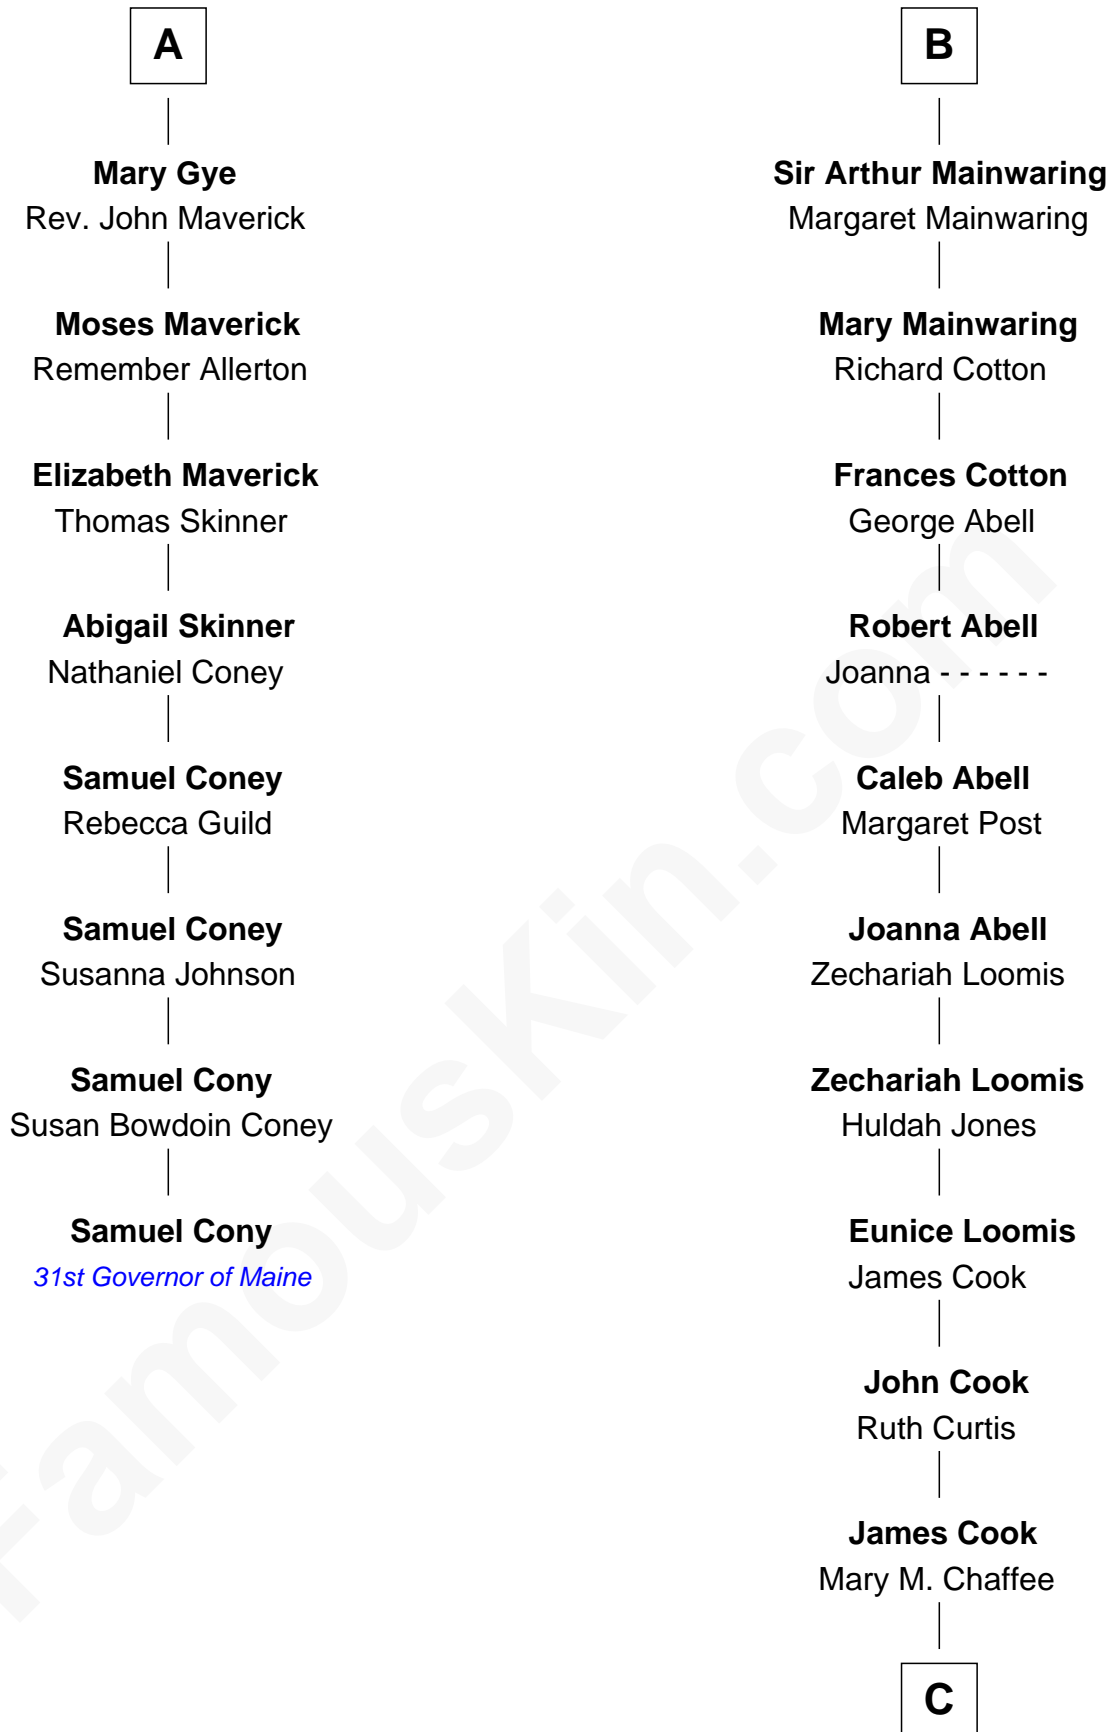 A
Mary Gye
Rev. John Maverick
Moses Maverick
Remember Allerton
Elizabeth Maverick
Thomas Skinner
Abigail Skinner
Nathaniel Coney
Samuel Coney
Rebecca Guild
Samuel Coney
Susanna Johnson
Samuel Cony
Susan Bowdoin Coney
Samuel Cony
31st Governor of Maine
B
Sir Arthur Mainwaring
Margaret Mainwaring
Mary Mainwaring
Richard Cotton
Frances Cotton
George Abell
Robert Abell
Joanna - - - - - -
Caleb Abell
Margaret Post
Joanna Abell
Zechariah Loomis
Zechariah Loomis
Huldah Jones
Eunice Loomis
James Cook
John Cook
Ruth Curtis
James Cook
Mary M. Chaffee
C
FamousKin.com